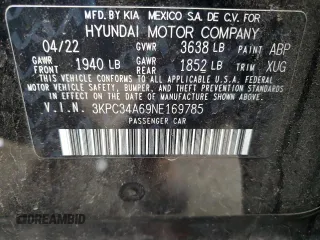 MFD BY KIA MEXICO S.A. DE C.V. FOR
HYUNDAI MOTOR COMPANY
04/22 GVWR 3638 LB PAINT ABP
GAWR FRONT 1940 LB GAWR REAR 1852 LB TRIM XUG
THIS VEHICLE CONFORMS TO ALL APPLICABLE
FEDERAL MOTOR VEHICLE SAFETY, BUMPER, AND
THEFT PREVENTION STANDARDS IN EFFECT ON
THE DATE OF MANUFACTURE SHOWN ABOVE.
V.I.N. 3KPC34A69NE169785
PASSENGER CAR
DREAMBID